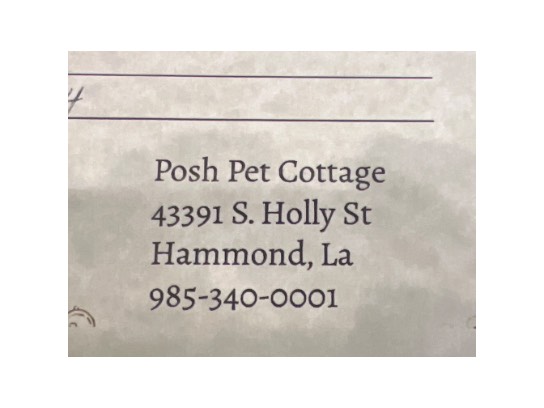 Posh Pet Cottage
43391 S. Holly St
Hammond, La
985-340-0001